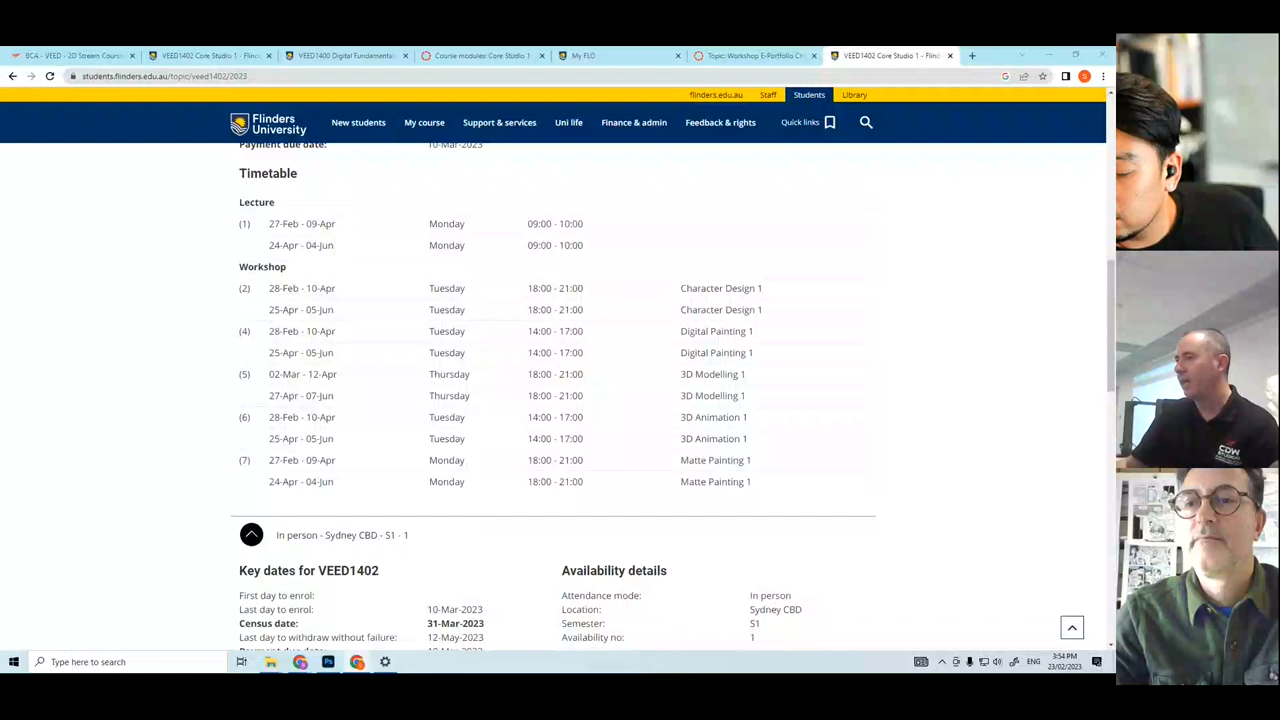 BCA - VEED - 2D Stream Cours
VEED1402 Core Studio 1 - Flin
VEED1400 Digital Fundament
Course modules: Core Studio 1
My FLO
Topic: Workshop E-Portfolio Ch
VEED1402 Core Studio 1 - Flind
students.flinders.edu.au/topic/veed1402/2023
flinders.edu.au Staff Students Library
Flinders University
New students My course Support & services Uni life Finance & admin Feedback & rights Quick links
Payment due date: 10-Mar-2023
Timetable
Lecture
(1) 27-Feb - 09-Apr Monday 09:00 - 10:00
24-Apr - 04-Jun Monday 09:00 - 10:00
Workshop
(2) 28-Feb - 10-Apr Tuesday 18:00 - 21:00 Character Design 1
25-Apr - 05-Jun Tuesday 18:00 - 21:00 Character Design 1
(4) 28-Feb - 10-Apr Tuesday 14:00 - 17:00 Digital Painting 1
25-Apr - 05-Jun Tuesday 14:00 - 17:00 Digital Painting 1
(5) 02-Mar - 12-Apr Thursday 18:00 - 21:00 3D Modelling 1
27-Apr - 07-Jun Thursday 18:00 - 21:00 3D Modelling 1
(6) 28-Feb - 10-Apr Tuesday 14:00 - 17:00 3D Animation 1
25-Apr - 05-Jun Tuesday 14:00 - 17:00 3D Animation 1
(7) 27-Feb - 09-Apr Monday 18:00 - 21:00 Matte Painting 1
24-Apr - 04-Jun Monday 18:00 - 21:00 Matte Painting 1
In person - Sydney CBD - S1 - 1
Key dates for VEED1402 Availability details
First day to enrol: Attendance mode: In person
Last day to enrol: 10-Mar-2023 Location: Sydney CBD
Census date: 31-Mar-2023 Semester: S1
Last day to withdraw without failure: 12-May-2023 Availability no: 1
Type here to search
ENG
3:54 PM
23/02/2023
CDW